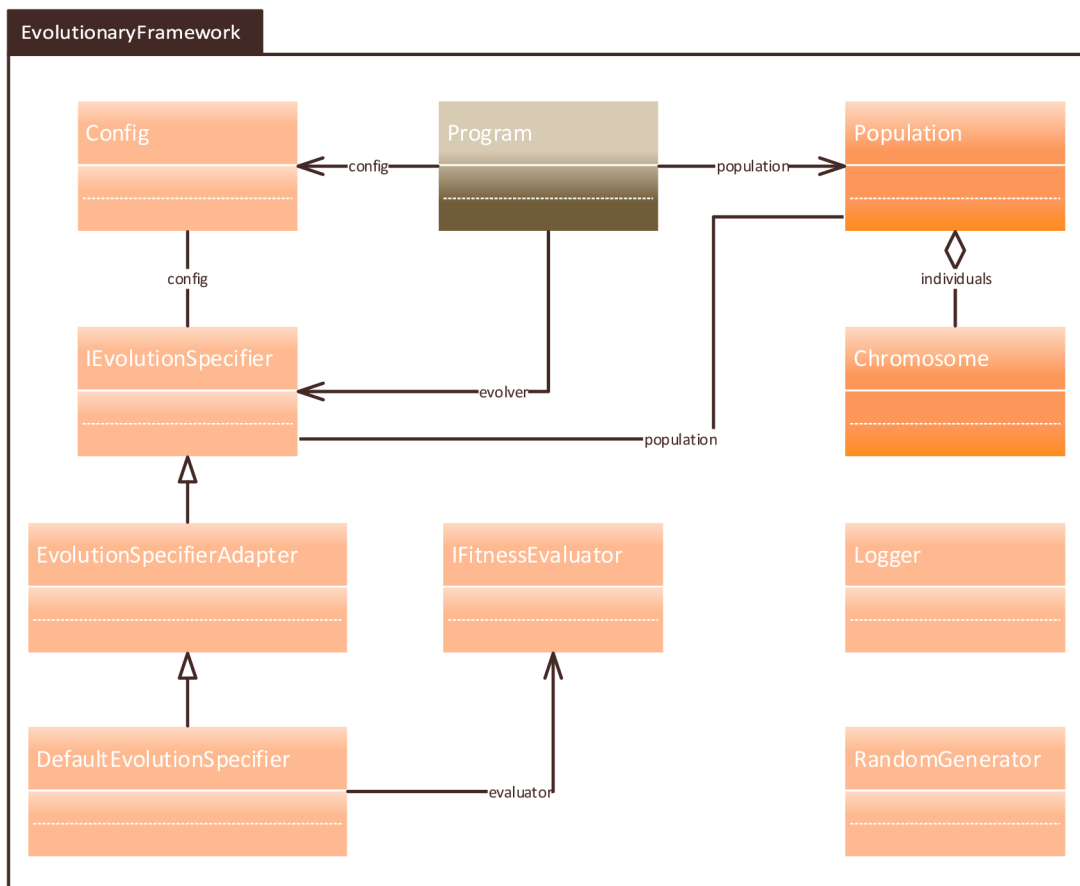 EvolutionaryFramework
Config
Program
Population
config
population
config
individuals
IEvolutionSpecifier
Chromosome
evolver
population
EvolutionSpecifierAdapter
IFitnessEvaluator
Logger
DefaultEvolutionSpecifier
RandomGenerator
evaluator